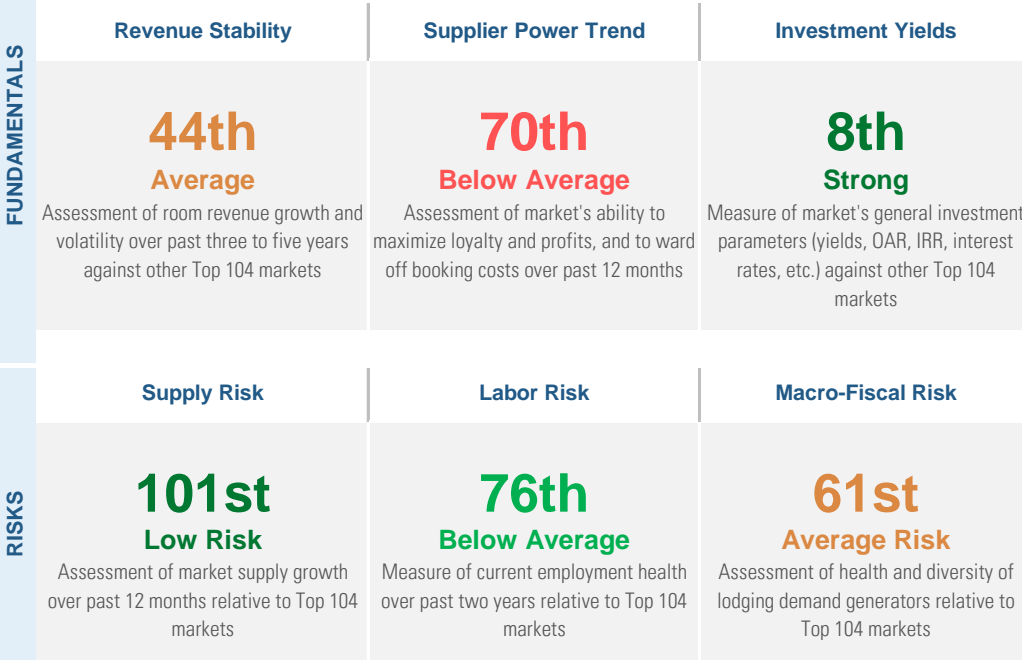 FUNDAMENTALS
Revenue Stability
44th
Average
Assessment of room revenue growth and
volatility over past three to five years
against other Top 104 markets
Supplier Power Trend
70th
Below Average
Assessment of market's ability to
maximize loyalty and profits, and to ward
off booking costs over past 12 months
Investment Yields
8th
Strong
Measure of market's general investment
parameters (yields, OAR, IRR, interest
rates, etc.) against other Top 104
markets
RISKS
Supply Risk
101st
Low Risk
Assessment of market supply growth
over past 12 months relative to Top 104
markets
Labor Risk
76th
Below Average
Measure of current employment health
over past two years relative to Top 104
markets
Macro-Fiscal Risk
61st
Average Risk
Assessment of health and diversity of
lodging demand generators relative to
Top 104 markets